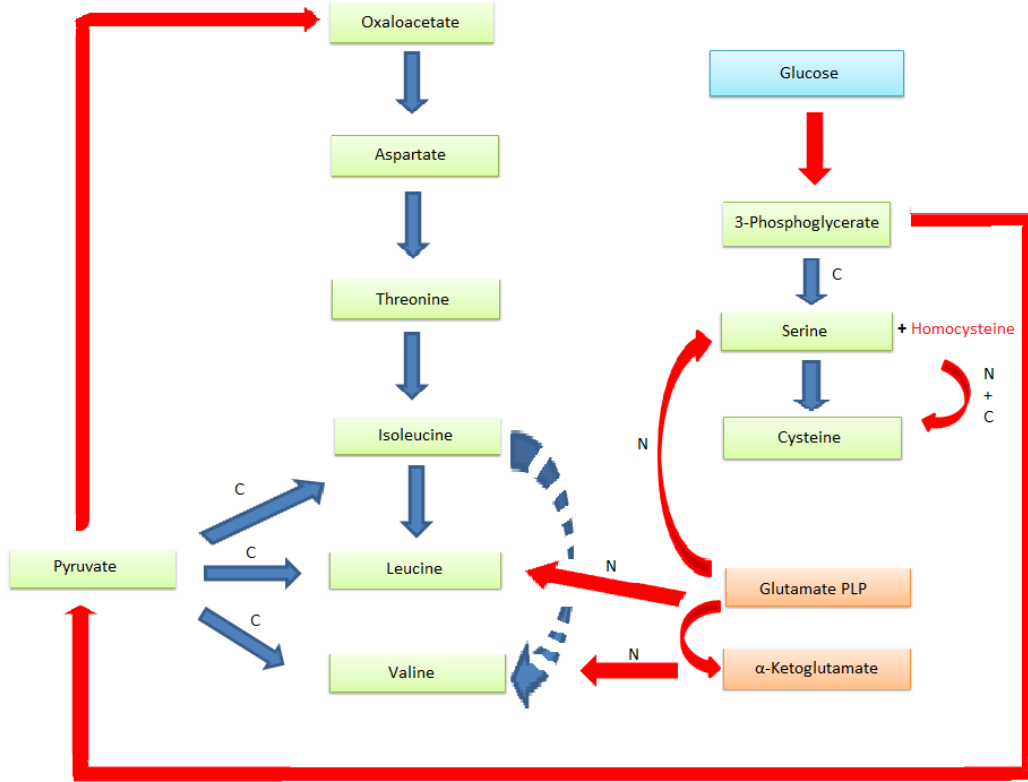 Oxaloacetate
Glucose
Aspartate
3-Phosphoglycerate
C
Threonine
Serine
+ Homocysteine
N
+
C
Isoleucine
Cysteine
N
C
C
Pyruvate
Leucine
N
Glutamate PLP
C
N
Valine
α-Ketoglutamate